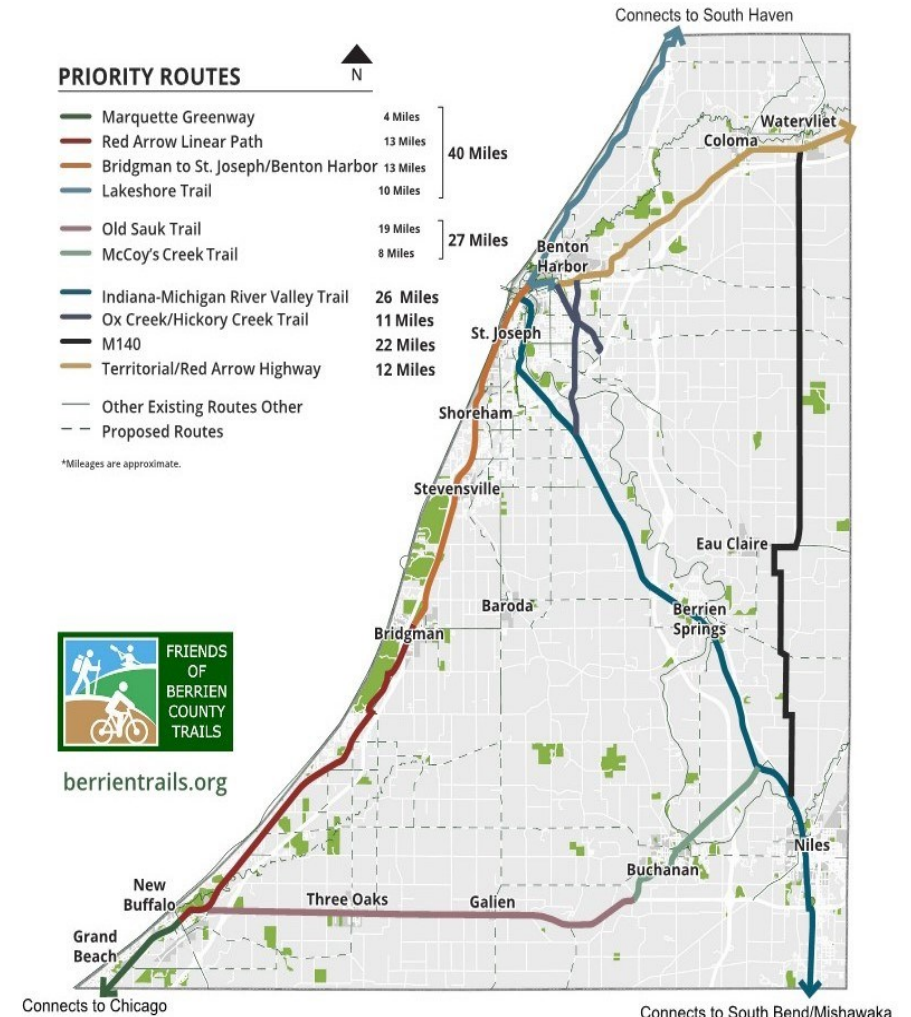 Connects to South Haven
N
PRIORITY ROUTES
Marquette Greenway 4 Miles
Red Arrow Linear Path 13 Miles
40 Miles
Bridgman to St. Joseph/Benton Harbor 13 Miles
Lakeshore Trail 10 Miles
Old Sauk Trail 19 Miles
27 Miles
McCoy's Creek Trail 8 Miles
Indiana-Michigan River Valley Trail 26 Miles
Ox Creek/Hickory Creek Trail 11 Miles
M140 22 Miles
Territorial/Red Arrow Highway 12 Miles
Other Existing Routes Other
Proposed Routes
*Mileages are approximate.
Watervliet
Coloma
Benton
Harbor
St. Joseph
Shoreham
Stevensville
Eau Claire
Baroda
Berrien
Springs
Bridgman
FRIENDS
OF
BERRIEN
COUNTY
TRAILS
berrientrails.org
Niles
Buchanan
New
Buffalo
Three Oaks
Galien
Grand
Beach
Connects to Chicago
Connects to South Bend/Mishawaka